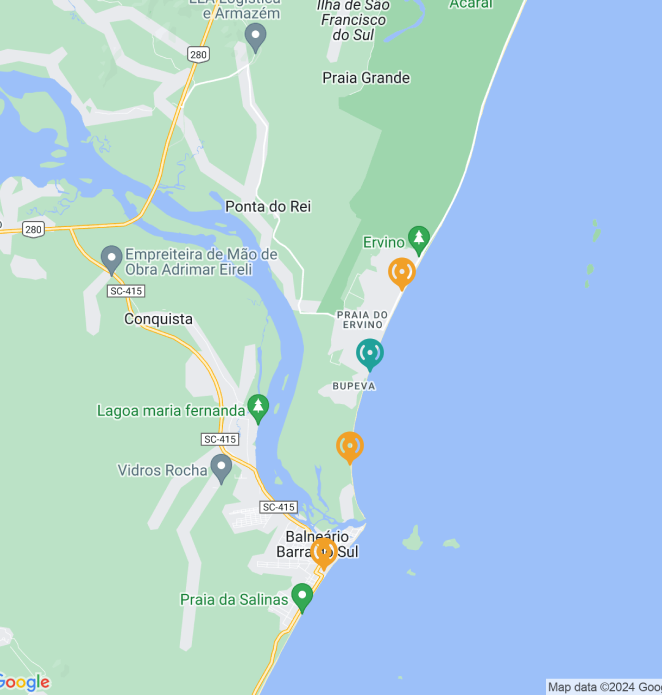 Acaraí
LZA Logística
e Armazém
Ilha de São
Francisco
do Sul
280
Praia Grande
Ponta do Rei
280
Ervino
Empreiteira de Mão de
Obra Adrimar Eireli
SC-415
PRAIA DO
ERVINO
Conquista
BUPEVA
Lagoa maria fernanda
SC-415
Vidros Rocha
SC-415
Balneário
Barra do Sul
Praia da Salinas
Google
Map data ©2024 Goo